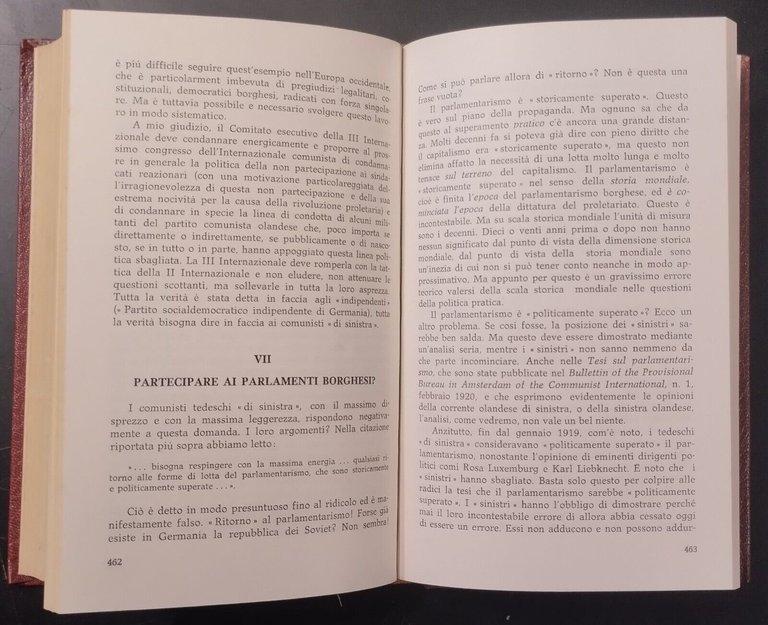 è piú difficile seguire quest'esempio nell'Europa occidentale,
che è particolarment imbevuta di pregiudizi legalitari, co-
stituzionali, democratici borghesi, radicati con forza singola-
re. Ma è tuttavia possibile e necessario svolgere questo lavo-
ro in modo sistematico.
A mio giudizio, il Comitato esecutivo della III Interna-
zionale deve condannare energicamente e proporre al pros-
simo congresso dell'Internazionale comunista di condanna-
re in generale la politica della non partecipazione ai sinda-
cati reazionari (con una motivazione particolareggiata del-
l'irragionevolezza di questa non partecipazione e della sua
estrema nocività per la causa della rivoluzione proletaria) e
di condannare in specie la linea di condotta di alcuni mili-
tanti del partito comunista olandese che, poco importa se
direttamente o indirettamente, se pubblicamente o di nasco-
sto, se in tutto o in parte, hanno appoggiato questa linea poli-
tica sbagliata. La III Internazionale deve romperla con la tat-
tica della II Internazionale e non eludere, non attenuare le
questioni scottanti, ma sollevarle in tutta la loro asprezza.
Tutta la verità è stata detta in faccia agli « indipendenti »
(« Partito socialdemocratico indipendente di Germania), tutta
la verità bisogna dire in faccia ai comunisti « di sinistra ».
VII
PARTECIPARE AI PARLAMENTI BORGHESI?
I comunisti tedeschi « di sinistra », con il massimo di-
sprezzo e con la massima leggerezza, rispondono negativa-
mente a questa domanda. I loro argomenti? Nella citazione
riportata piú sopra abbiamo letto:
« ... bisogna respingere con la massima energia ... qualsiasi ri-
torno alle forme di lotta del parlamentarismo, che sono storicamente
e politicamente superate ... ».
Ciò è detto in modo presuntuoso fino al ridicolo ed è ma-
nifestamente falso. « Ritorno » al parlamentarismo! Forse già
esiste in Germania la repubblica dei Soviet? Non sembra!
462
Come si può parlare allora di « ritorno »? Non è questa una
frase vuota?
Il parlamentarismo è « storicamente superato ». Questo
è vero sul piano della propaganda. Ma ognuno sa che da
questo al superamento pratico c'è ancora una grande distan-
za. Molti decenni fa si poteva già dire con pieno diritto che
il capitalismo era « storicamente superato », ma questo non
elimina affatto la necessità di una lotta molto lunga e molto
tenace sul terreno del capitalismo. Il parlamentarismo è
« storicamente superato » nel senso della storia mondiale,
cioè è finita l'epoca del parlamentarismo borghese, ed è co-
minciata l'epoca della dittatura del proletariato. Questo è
incontestabile. Ma su scala storica mondiale l'unità di misura
sono i decenni. Dieci o venti anni prima o dopo non hanno
nessun significato dal punto di vista della dimensione storica
mondiale, dal punto di vista della storia mondiale sono
un'inezia di cui non si può tener conto neanche in modo ap-
prossimativo. Ma appunto per questo è un gravissimo errore
teorico valersi della scala storica mondiale nelle questioni
della politica pratica.
Il parlamentarismo è « politicamente superato »? Ecco un
altro problema. Se cosí fosse, la posizione dei « sinistri » sa-
rebbe ben salda. Ma questo deve essere dimostrato mediante
un'analisi seria, mentre i « sinistri » non sanno nemmeno da
che parte incominciare. Anche nelle Tesi sul parlamentari-
smo, che sono state pubblicate nel Bulletin of the Provisional
Bureau in Amsterdam of the Communist International, n. 1,
febbraio 1920, e che esprimono evidentemente le opinioni
della corrente olandese di sinistra, o della sinistra olandese,
l'analisi, come vedremo, non vale un bel niente.
Anzitutto, fin dal gennaio 1919, com'è noto, i tedeschi
« di sinistra » consideravano « politicamente superato » il par-
lamentarismo, nonostante l'opinione di eminenti dirigenti po-
litici comi Rosa Luxemburg e Karl Liebknecht. È noto che i
« sinistri » hanno sbagliato. Basta solo questo per colpire alle
radici la tesi che il parlamentarismo sarebbe « politicamente
superato ». I « sinistri » hanno l'obbligo di dimostrare perché
mai il loro incontestabile errore di allora abbia cessato oggi
di essere un errore. Essi non adducono e non possono addur-
463